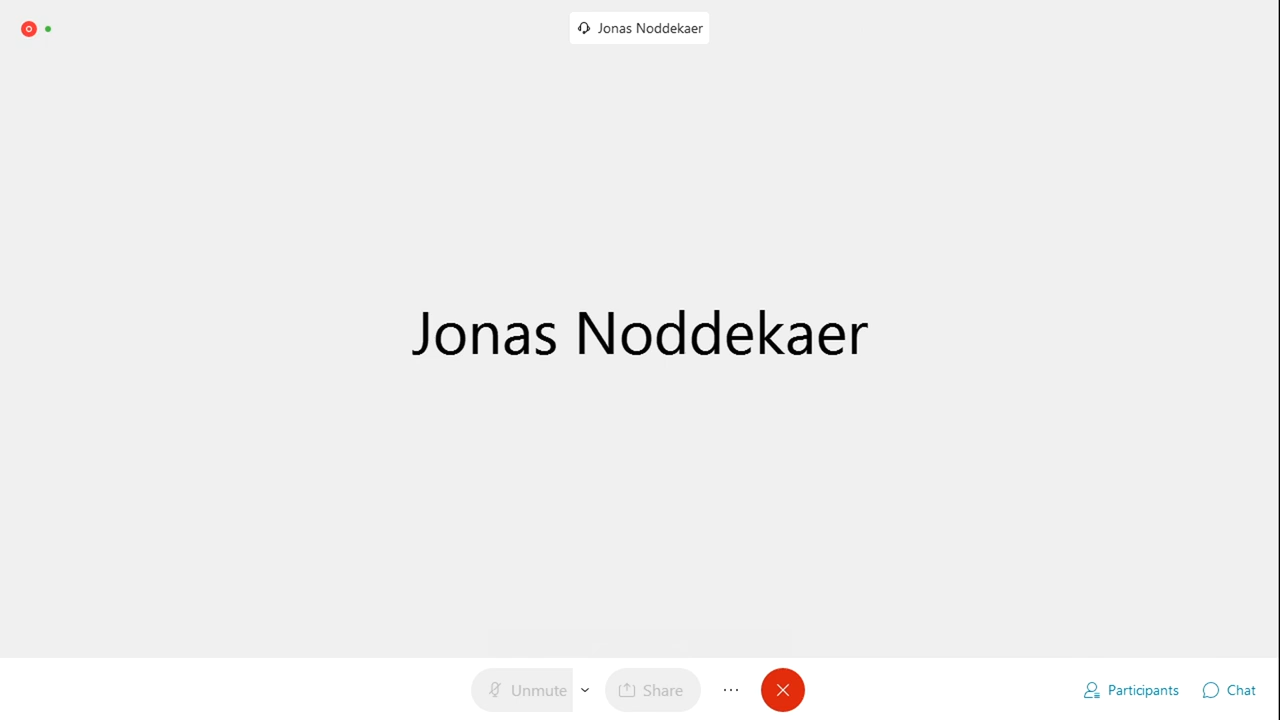 Jonas Noddekaer
Jonas Noddekaer
Unmute
Share
Participants
Chat